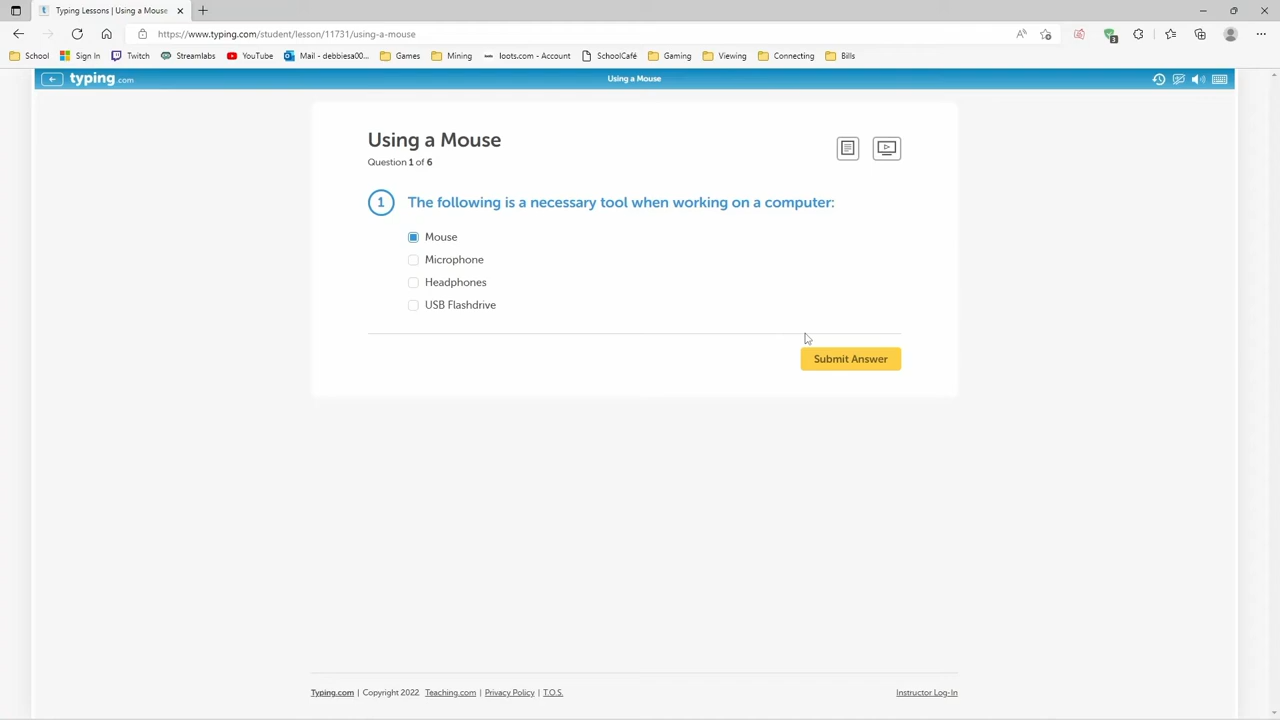 Typing Lessons | Using a Mouse
https://www.typing.com/student/lesson/11731/using-a-mouse
School Sign In Twitch Streamlabs YouTube Mail - debbiesa00... Games Mining loots.com - Account SchoolCafé Gaming Viewing Connecting Bills
typing.com Using a Mouse
Using a Mouse
Question 1 of 6
1 The following is a necessary tool when working on a computer:
Mouse
Microphone
Headphones
USB Flashdrive
Submit Answer
Typing.com | Copyright 2022 Teaching.com | Privacy Policy | T.O.S. Instructor Log-In